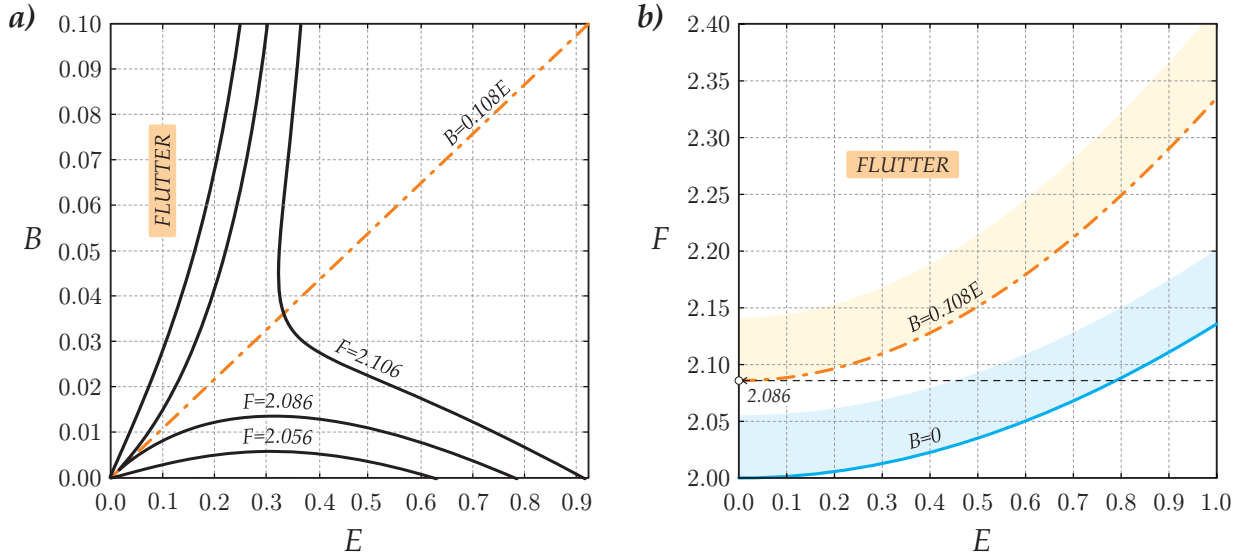 a)
0.10
0.09
0.08
0.07
0.06
0.05
0.04
0.03
0.02
0.01
0.00
B
FLUTTER
B=0.108E
F=2.106
F=2.086
F=2.056
0.0 0.1 0.2 0.3 0.4 0.5 0.6 0.7 0.8 0.9
E
b)
2.40
2.35
2.30
2.25
2.20
2.15
2.10
2.05
2.00
F
FLUTTER
B=0.108E
2.086
B=0
0.0 0.1 0.2 0.3 0.4 0.5 0.6 0.7 0.8 0.9 1.0
E